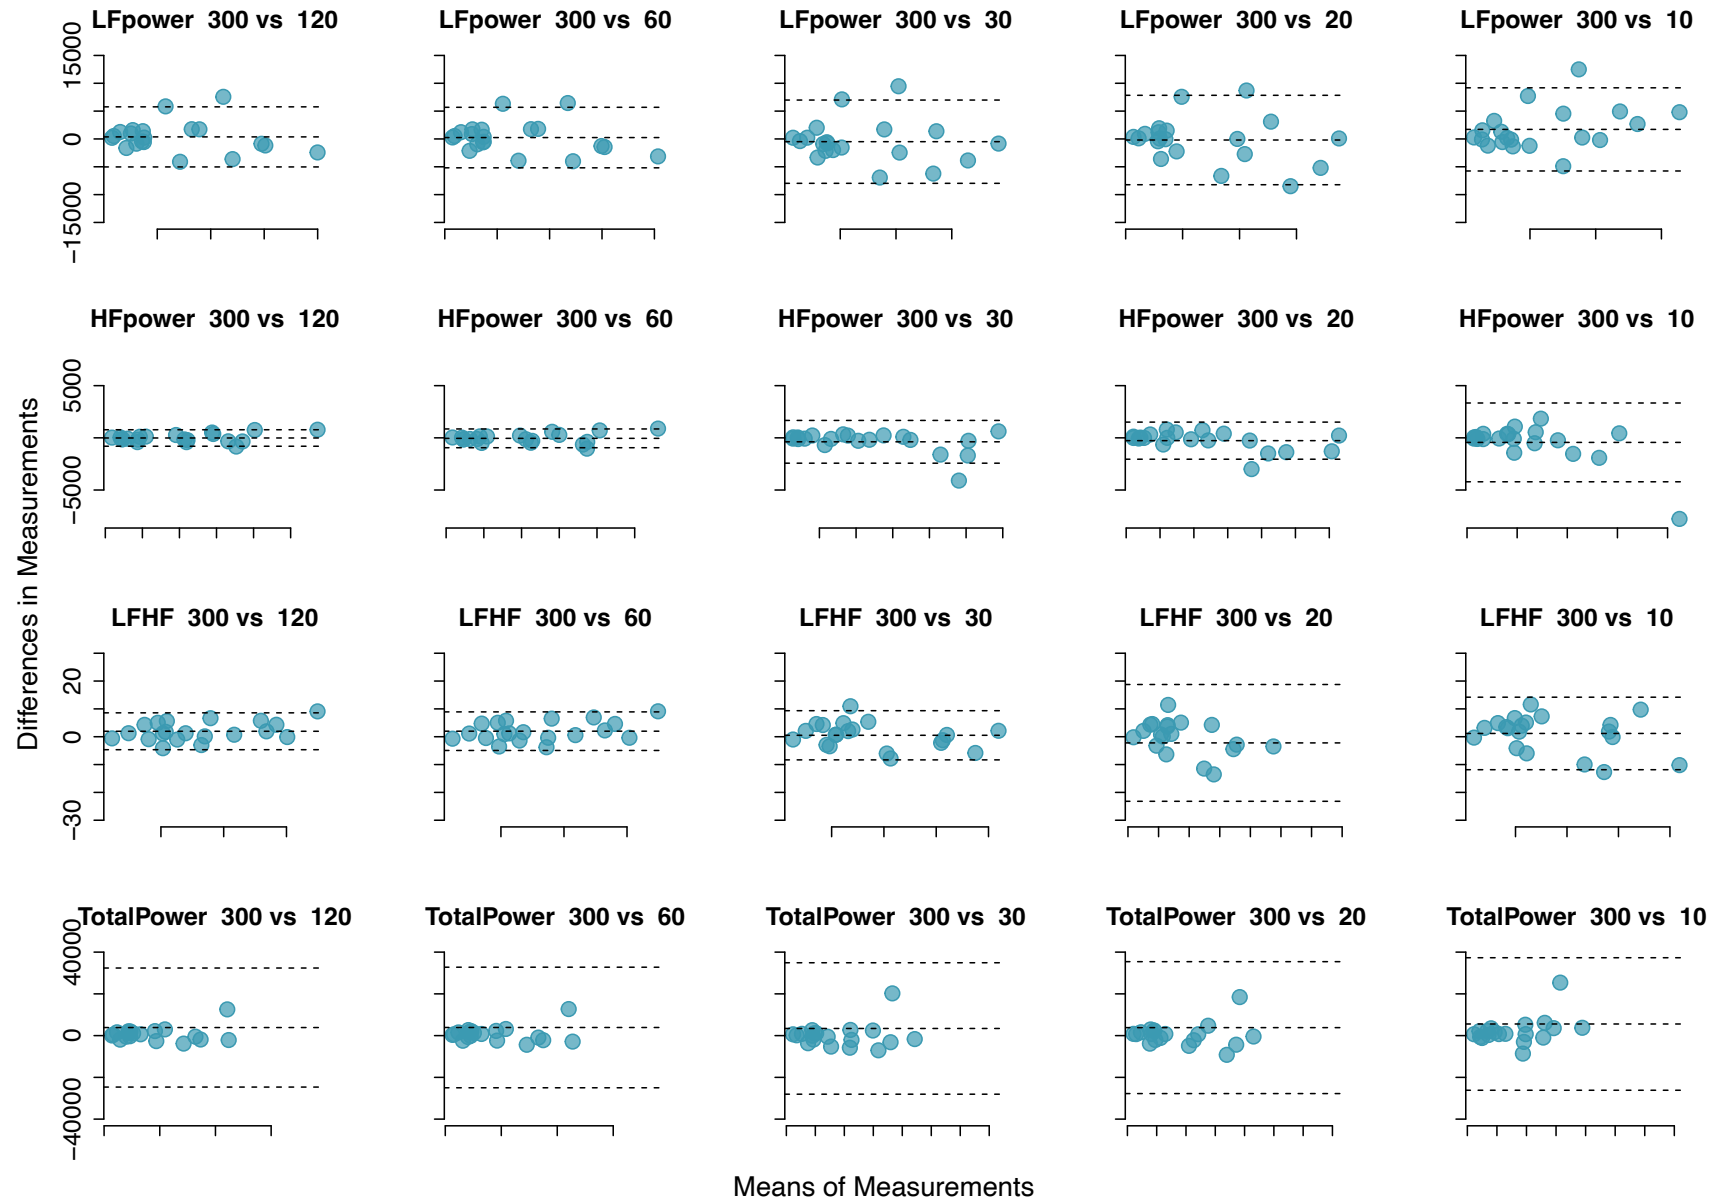 LFpower 300 vs 120
LFpower 300 vs 60
LFpower 300 vs 30
LFpower 300 vs 20
LFpower 300 vs 10
15000
0
−15000
HFpower 300 vs 120
HFpower 300 vs 60
HFpower 300 vs 30
HFpower 300 vs 20
HFpower 300 vs 10
5000
−5000
Differences in Measurements
LFHF 300 vs 120
LFHF 300 vs 60
LFHF 300 vs 30
LFHF 300 vs 20
LFHF 300 vs 10
20
0
−30
TotalPower 300 vs 120
TotalPower 300 vs 60
TotalPower 300 vs 30
TotalPower 300 vs 20
TotalPower 300 vs 10
40000
0
−40000
Means of Measurements